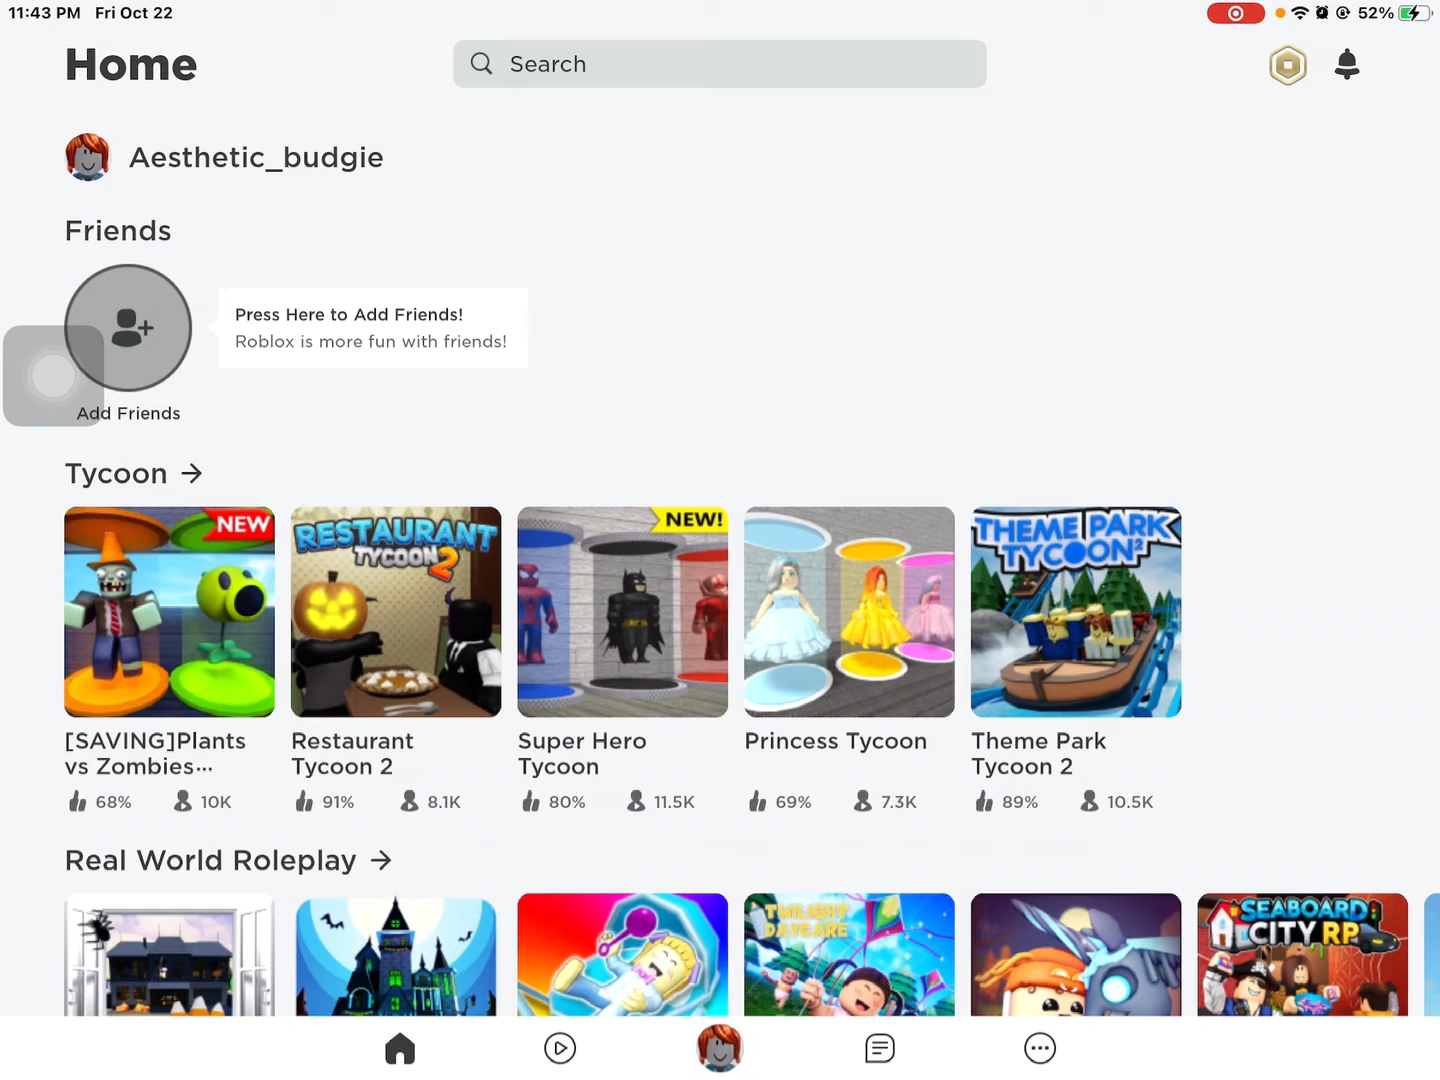 11:43 PM Fri Oct 22
52%
Home
Search
Aesthetic_budgie
Friends
Press Here to Add Friends!
Roblox is more fun with friends!
Add Friends
Tycoon →
NEW
RESTAURANT
TYCOON 2
NEW!
THEME PARK
TYCOON 2
[SAVING]Plants
vs Zombies...
Restaurant
Tycoon 2
Super Hero
Tycoon
Princess Tycoon
Theme Park
Tycoon 2
68% 10K
91% 8.1K
80% 11.5K
69% 7.3K
89% 10.5K
Real World Roleplay →
TWILIGHT
DAYCARE
SEABOARD
CITY RP